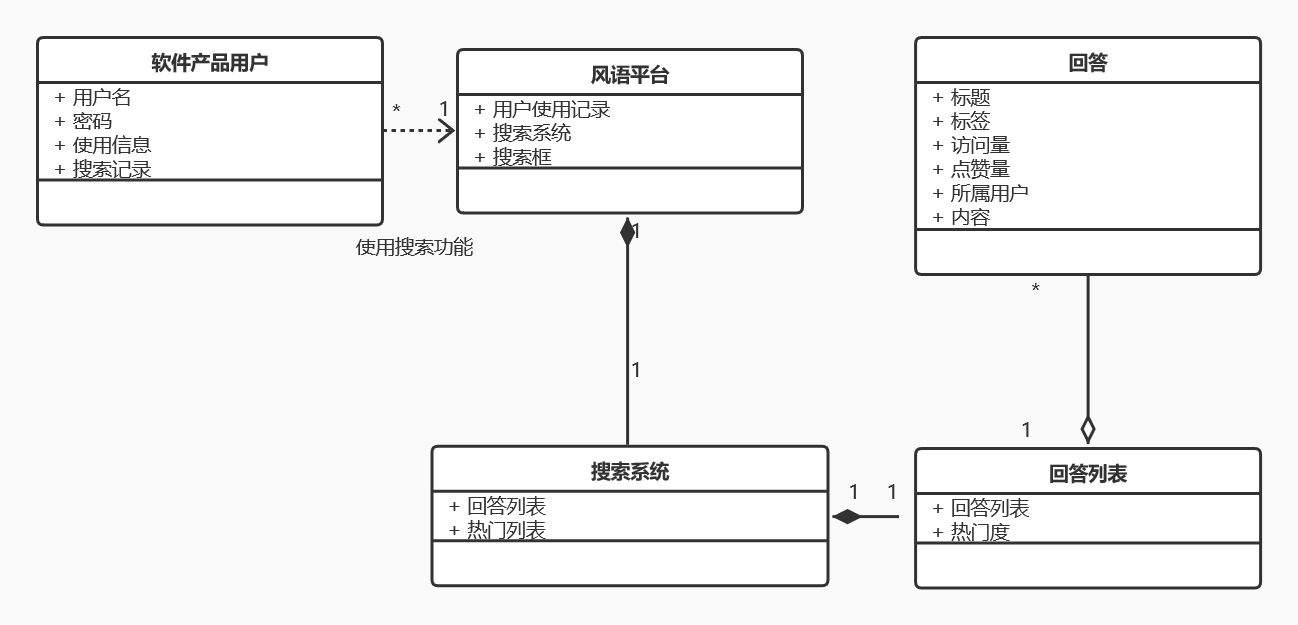 软件产品用户
+ 用户名
+ 密码
+ 使用信息
+ 搜索记录
* 1
风语平台
+ 用户使用记录
+ 搜索系统
+ 搜索框
回答
+ 标题
+ 标签
+ 访问量
+ 点赞量
+ 所属用户
+ 内容
使用搜索功能
1
1
*
1
搜索系统
+ 回答列表
+ 热门列表
1 1
回答列表
+ 回答列表
+ 热门度